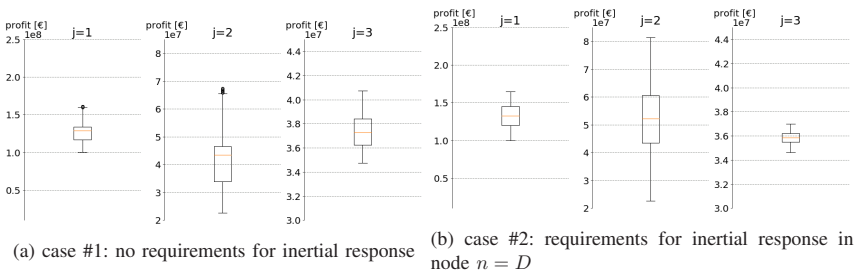 profit [€]
1e8
j=1
2.5
2.0
1.5
1.0
0.5
1e7
j=2
8
7
6
5
4
3
2
1e7
j=3
4.4
4.2
4.0
3.8
3.6
3.4
3.2
3.0
(a) case #1: no requirements for inertial response
profit [€]
1e8
j=1
2.5
2.0
1.5
1.0
0.5
1e7
j=2
8
7
6
5
4
3
2
1e7
j=3
4.4
4.2
4.0
3.8
3.6
3.4
3.2
3.0
(b) case #2: requirements for inertial response in
node n = D